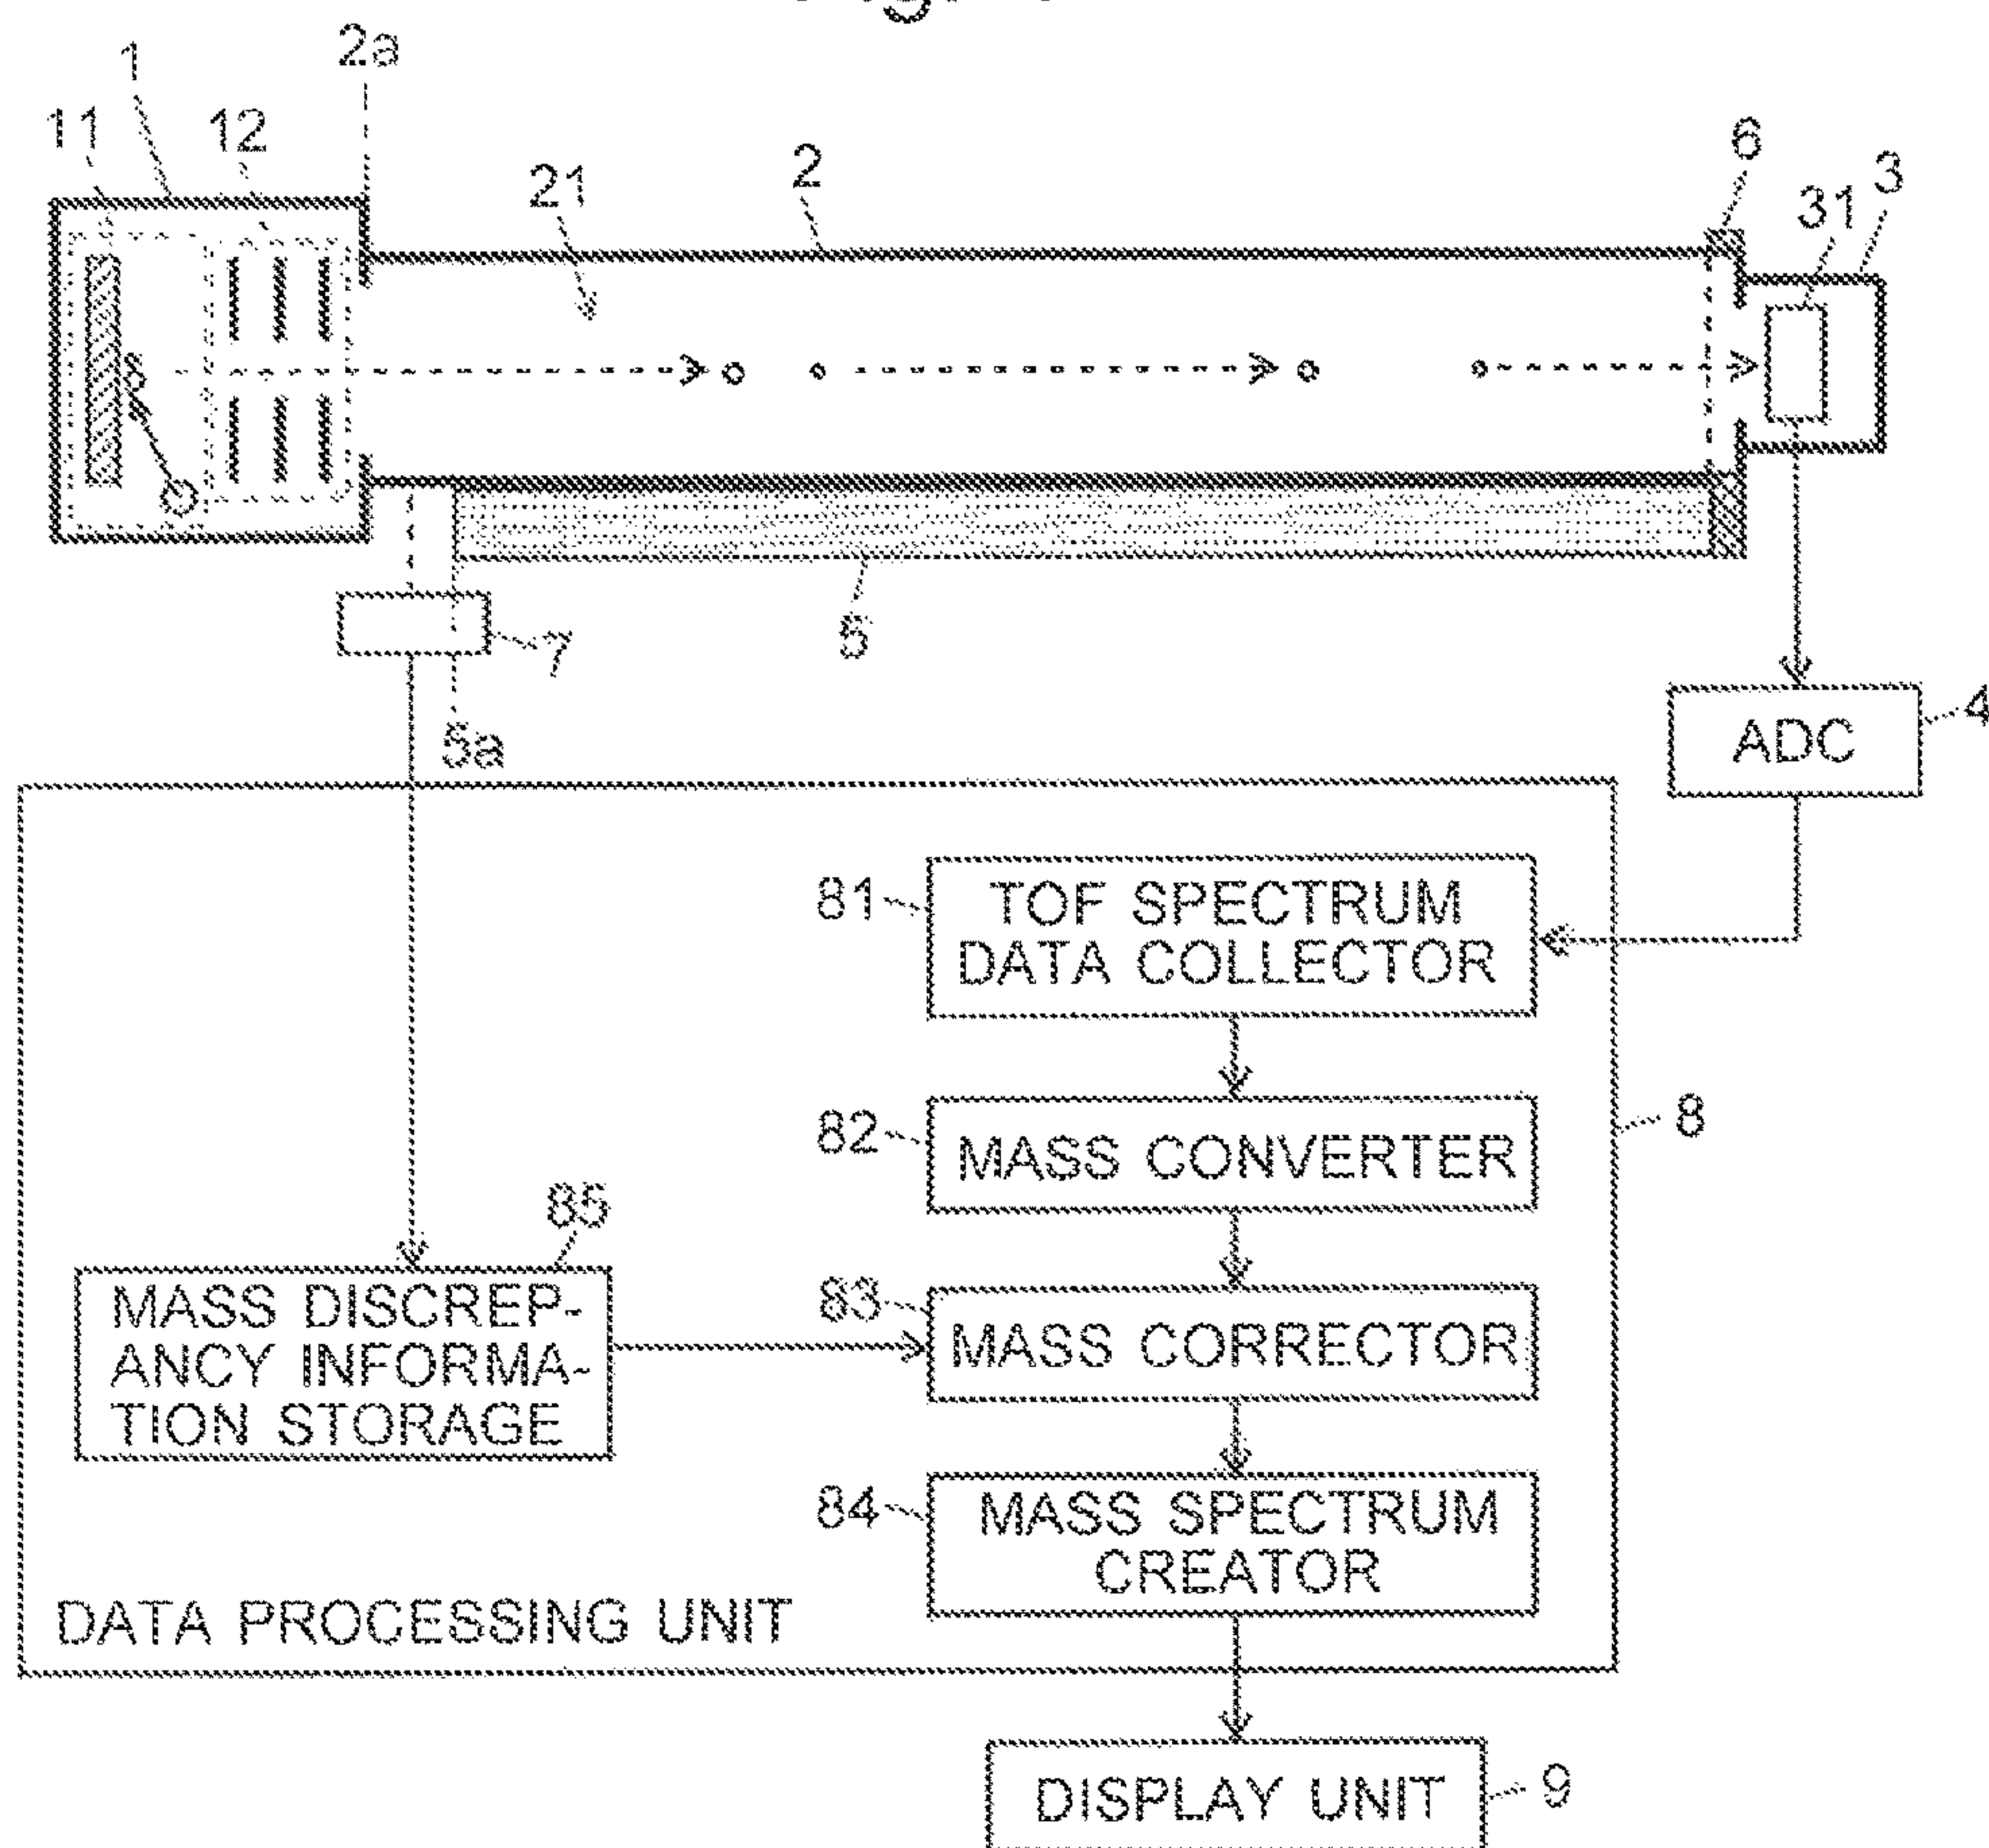 2a
1
11
12
21
2
6
3
31
7
5
5a
4
ADC
81
TOF SPECTRUM
DATA COLLECTOR
82
MASS CONVERTER
8
85
MASS DISCREP-
ANCY INFORMA-
TION STORAGE
83
MASS CORRECTOR
84
MASS SPECTRUM
CREATOR
DATA PROCESSING UNIT
DISPLAY UNIT
9